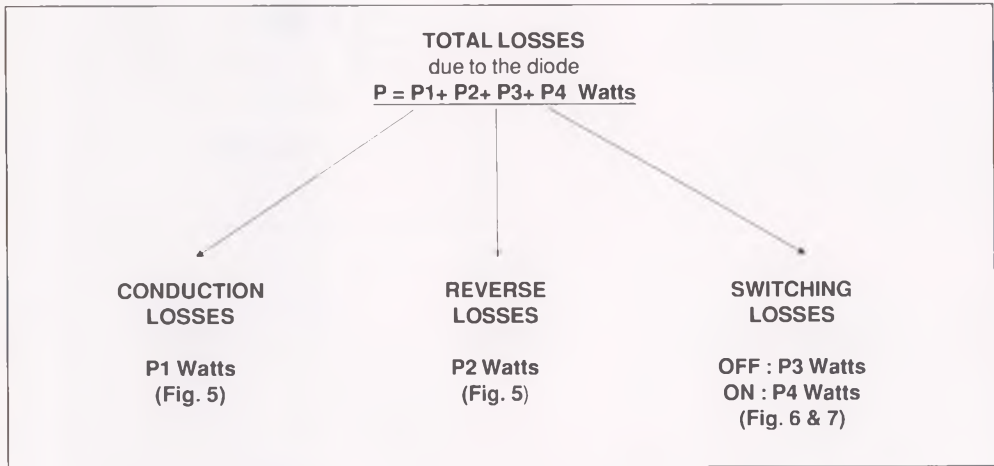 TOTAL LOSSES
due to the diode
P = P1+ P2+ P3+ P4 Watts
CONDUCTION
LOSSES
P1 Watts
(Fig. 5)
REVERSE
LOSSES
P2 Watts
(Fig. 5)
SWITCHING
LOSSES
OFF : P3 Watts
ON : P4 Watts
(Fig. 6 & 7)